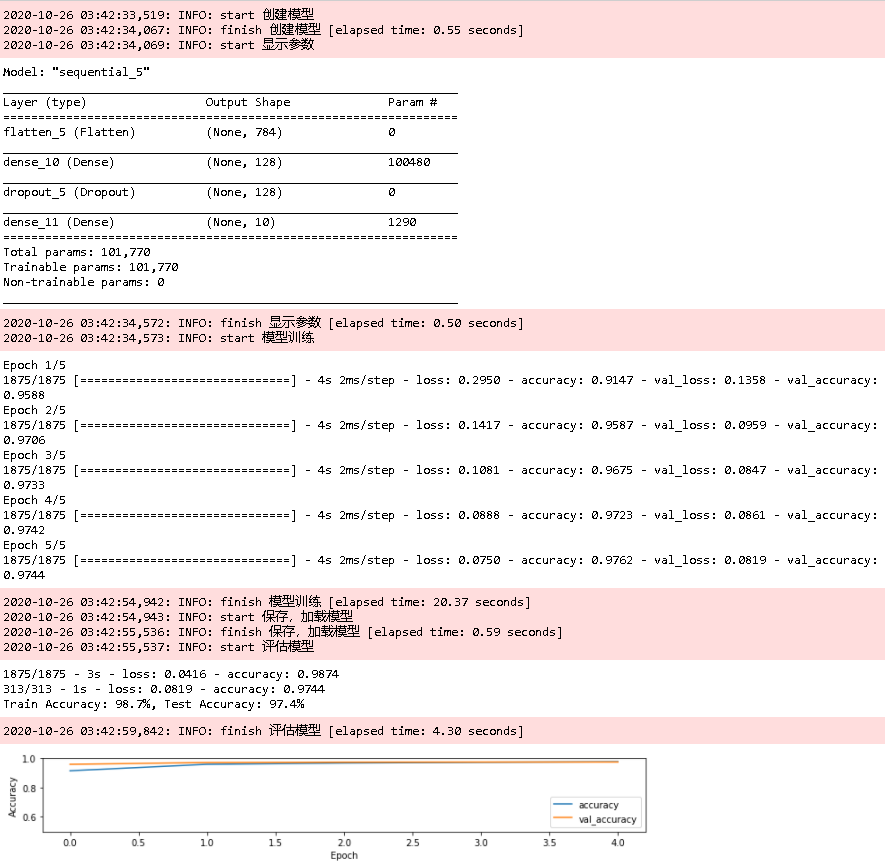 2020-10-26 03:42:33,519: INFO: start 创建模型
2020-10-26 03:42:34,067: INFO: finish 创建模型 [elapsed time: 0.55 seconds]
2020-10-26 03:42:34,069: INFO: start 显示参数
Model: "sequential_5"
_________________________________________________________________
Layer (type) Output Shape Param #
=================================================================
flatten_5 (Flatten) (None, 784) 0
_________________________________________________________________
dense_10 (Dense) (None, 128) 100480
_________________________________________________________________
dropout_5 (Dropout) (None, 128) 0
_________________________________________________________________
dense_11 (Dense) (None, 10) 1290
=================================================================
Total params: 101,770
Trainable params: 101,770
Non-trainable params: 0
_________________________________________________________________
2020-10-26 03:42:34,572: INFO: finish 显示参数 [elapsed time: 0.50 seconds]
2020-10-26 03:42:34,573: INFO: start 模型训练
Epoch 1/5
1875/1875 [==============================] - 4s 2ms/step - loss: 0.2950 - accuracy: 0.9147 - val_loss: 0.1358 - val_accuracy:
0.9588
Epoch 2/5
1875/1875 [==============================] - 4s 2ms/step - loss: 0.1417 - accuracy: 0.9587 - val_loss: 0.0959 - val_accuracy:
0.9706
Epoch 3/5
1875/1875 [==============================] - 4s 2ms/step - loss: 0.1081 - accuracy: 0.9675 - val_loss: 0.0847 - val_accuracy:
0.9733
Epoch 4/5
1875/1875 [==============================] - 4s 2ms/step - loss: 0.0888 - accuracy: 0.9723 - val_loss: 0.0861 - val_accuracy:
0.9742
Epoch 5/5
1875/1875 [==============================] - 4s 2ms/step - loss: 0.0750 - accuracy: 0.9762 - val_loss: 0.0819 - val_accuracy:
0.9744
2020-10-26 03:42:54,942: INFO: finish 模型训练 [elapsed time: 20.37 seconds]
2020-10-26 03:42:54,943: INFO: start 保存，加载模型
2020-10-26 03:42:55,536: INFO: finish 保存，加载模型 [elapsed time: 0.59 seconds]
2020-10-26 03:42:55,537: INFO: start 评估模型
1875/1875 - 3s - loss: 0.0416 - accuracy: 0.9874
313/313 - 1s - loss: 0.0819 - accuracy: 0.9744
Train Accuracy: 98.7%, Test Accuracy: 97.4%
2020-10-26 03:42:59,842: INFO: finish 评估模型 [elapsed time: 4.30 seconds]
1.0
0.8
0.6
Accuracy
accuracy
val_accuracy
0.0 0.5 1.0 1.5 2.0 2.5 3.0 3.5 4.0
Epoch